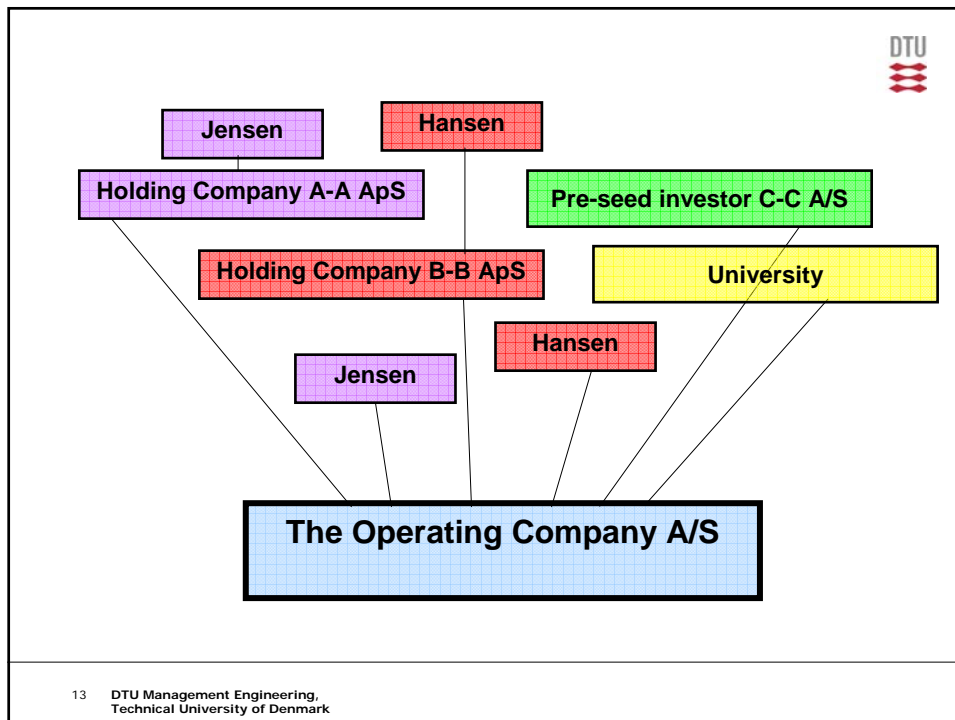 DTU
Jensen
Hansen
Holding Company A-A ApS
Pre-seed investor C-C A/S
Holding Company B-B ApS
University
Hansen
Jensen
The Operating Company A/S
13 DTU Management Engineering,
Technical University of Denmark